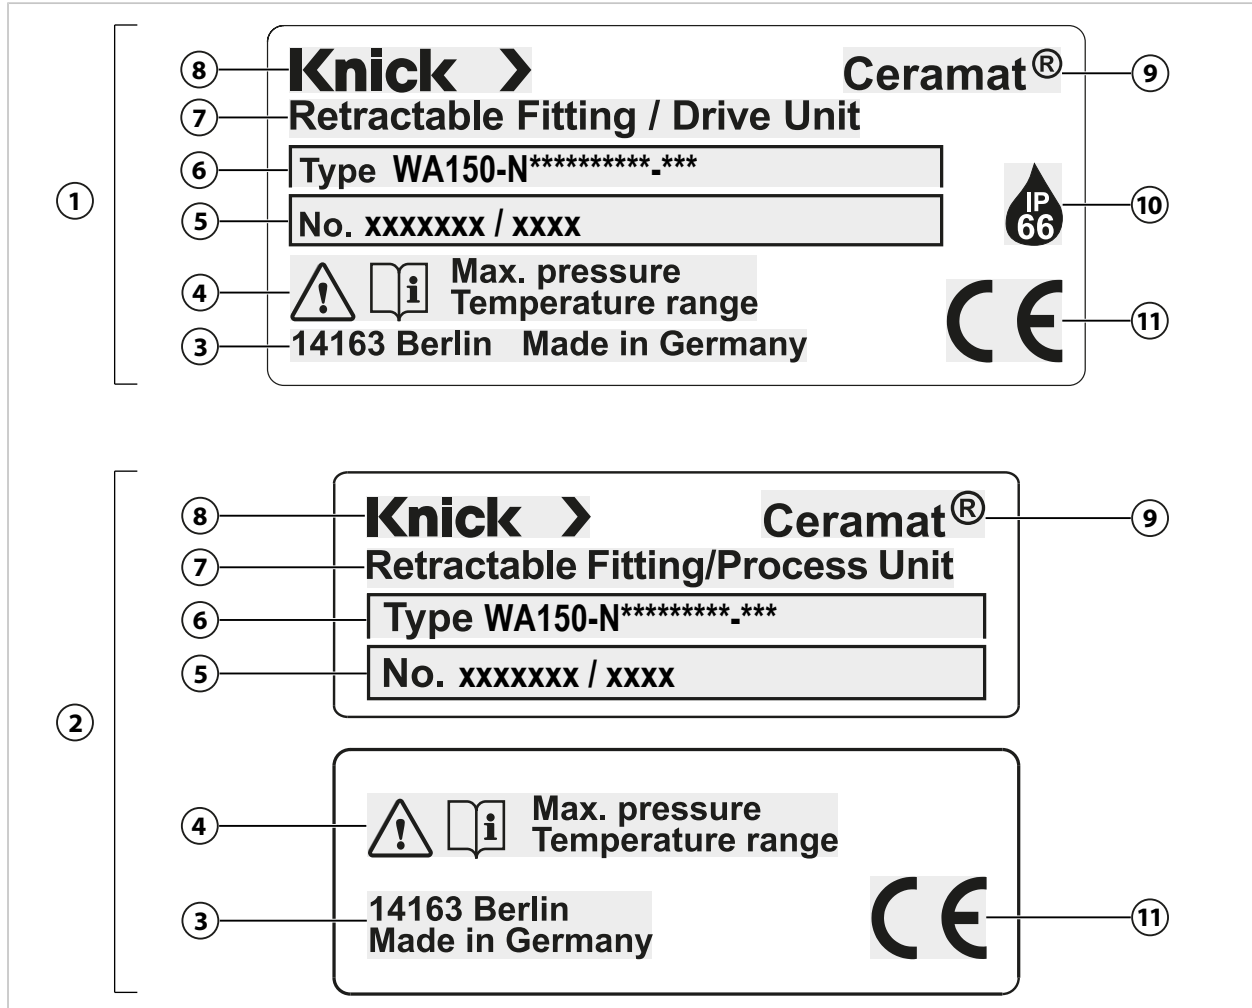 1
8 Knick > Ceramat® 9
7 Retractable Fitting / Drive Unit
6 Type WA150-N**********-***
5 No. xxxxxxx / xxxx
IP 66 10
4 Max. pressure
Temperature range
3 14163 Berlin Made in Germany
CE 11
2
8 Knick > Ceramat® 9
7 Retractable Fitting/Process Unit
6 Type WA150-N*********-***
5 No. xxxxxxx / xxxx
4 Max. pressure
Temperature range
3 14163 Berlin
Made in Germany
CE 11